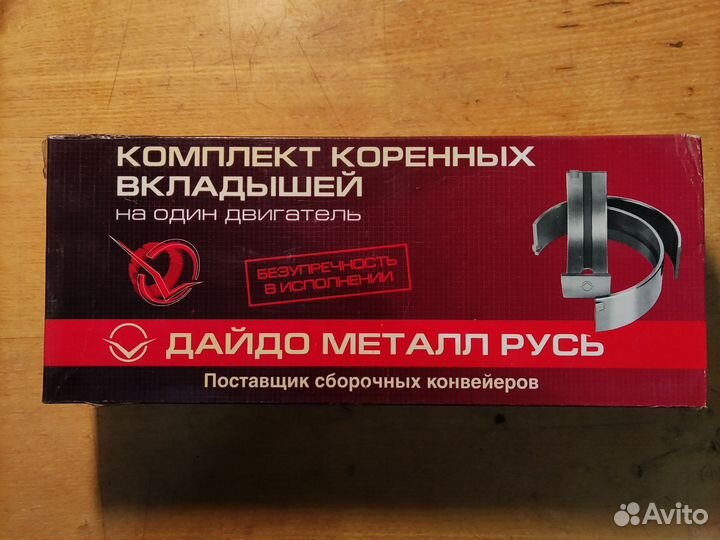 КОМПЛЕКТ КОРЕННЫХ
ВКЛАДЫШЕЙ
на один двигатель
БЕЗУПРЕЧНОСТЬ
В ИСПОЛНЕНИИ
ДАЙДО МЕТАЛЛ РУСЬ
Поставщик сборочных конвейеров
Avito